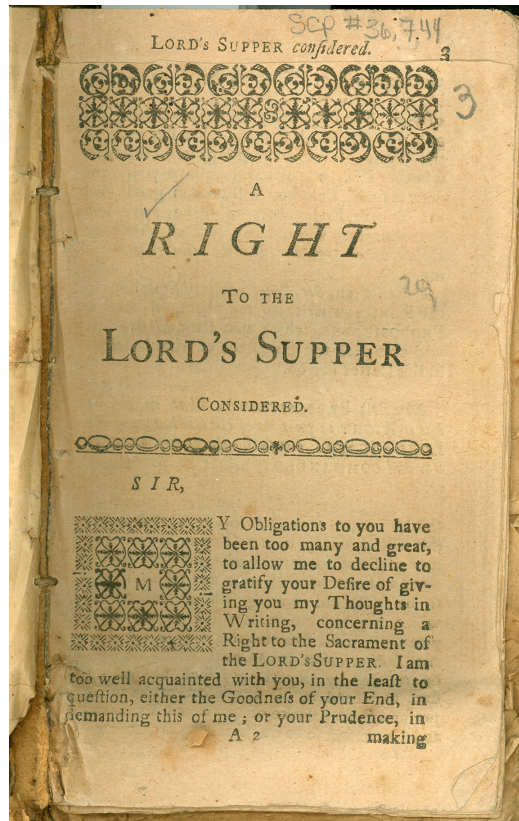 SCP #36,744
LORD'S SUPPER conſidered. 3
3
A
RIGHT
TO THE
29
LORD'S SUPPER
CONSIDERED.
SIR,
MY Obligations to you have
been too many and great,
to allow me to decline to
gratify your Deſire of giv-
ing you my Thoughts in
Writing, concerning a
Right to the Sacrament of
the LORD'S SUPPER. I am
too well acquainted with you, in the leaſt to
queſtion, either the Goodneſs of your End, in
demanding this of me ; or your Prudence, in
A 2 making